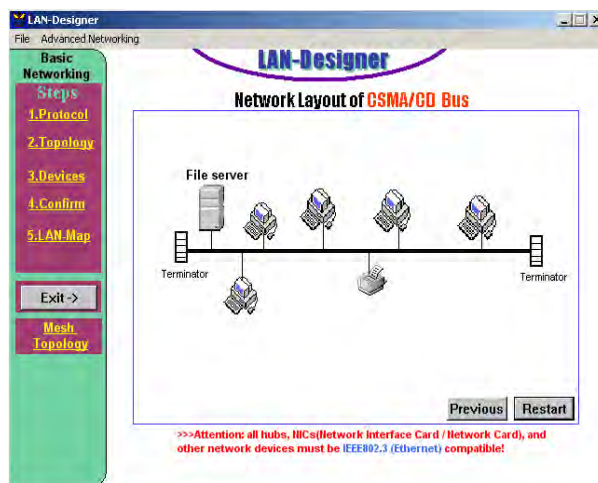 LAN-Designer
File Advanced Networking
Basic
Networking
Steps
1.Protocol
2.Topology
3.Devices
4.Confirm
5.LAN-Map
Exit ->
Mesh
Topology
LAN-Designer
Network Layout of CSMA/CD Bus
File server
Terminator
Terminator
Previous
Restart
>>>Attention: all hubs, NICs(Network Interface Card / Network Card), and
other network devices must be IEEE802.3 (Ethernet) compatible!